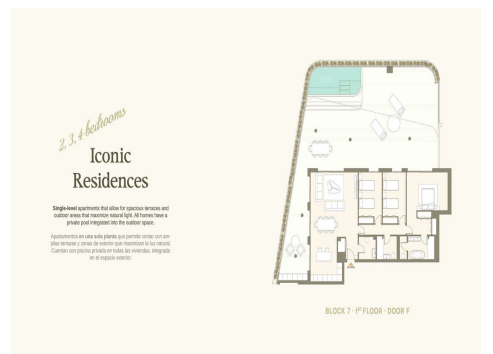 2, 3, 4-bedrooms
Iconic
Residences
Single-level apartments that allow for spacious terraces and
outdoor areas that maximize natural light. All homes have a
private pool integrated into the outdoor space.
Apartamentos en una sola planta que permite contar con am-
plias terrazas y zonas de exterior que maximizan la luz natural.
Cuentan con piscina privada en todas las viviendas, integrada
en el espacio exterior.
BLOCK 7 · 1ST FLOOR · DOOR F